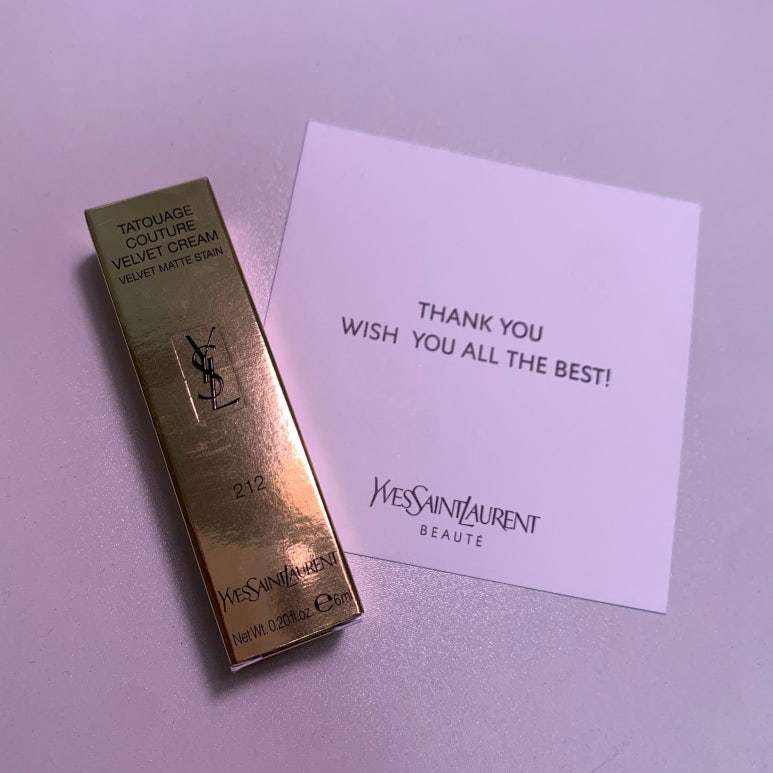 TATOUAGE
COUTURE
VELVET CREAM
VELVET MATTE STAIN
YSL
212
YVESSAINTLAURENT
Net Wt. 0.20fl.oz. ℮6m
THANK YOU
WISH YOU ALL THE BEST!
YVESSAINTLAURENT
BEAUTÉ